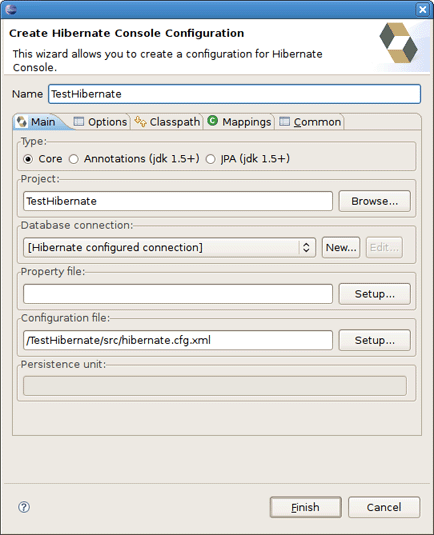 Create Hibernate Console Configuration
This wizard allows you to create a configuration for Hibernate
Console.
Name TestHibernate
Main Options Classpath Mappings Common
Type:
Core Annotations (jdk 1.5+) JPA (jdk 1.5+)
Project:
TestHibernate Browse...
Database connection:
[Hibernate configured connection] New... Edit...
Property file:
Setup...
Configuration file:
/TestHibernate/src/hibernate.cfg.xml Setup...
Persistence unit:
? Finish Cancel